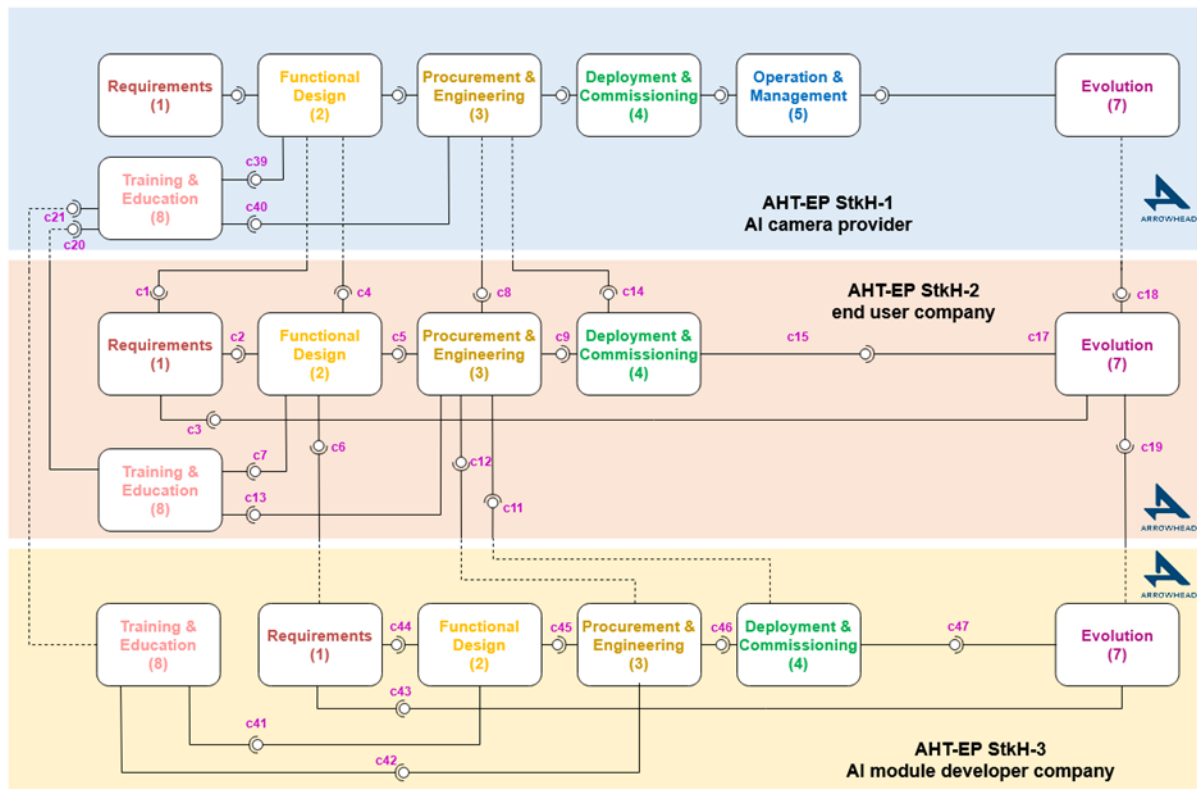 Requirements
(1)
Functional
Design
(2)
Procurement &
Engineering
(3)
Deployment &
Commissioning
(4)
Operation &
Management
(5)
Evolution
(7)
c39
Training &
Education
(8)
c40
c21
c20
AHT-EP StkH-1
AI camera provider
ARROWHEAD
c1
c4
c8
c14
AHT-EP StkH-2
end user company
c18
Requirements
(1)
c2
Functional
Design
(2)
c5
Procurement &
Engineering
(3)
c9
Deployment &
Commissioning
(4)
c15
c17
Evolution
(7)
c3
c6
c19
Training &
Education
(8)
c7
c13
c12
c11
ARROWHEAD
ARROWHEAD
Training &
Education
(8)
Requirements
(1)
c44
Functional
Design
(2)
c45
Procurement &
Engineering
(3)
c46
Deployment &
Commissioning
(4)
c47
Evolution
(7)
c43
c41
c42
AHT-EP StkH-3
AI module developer company